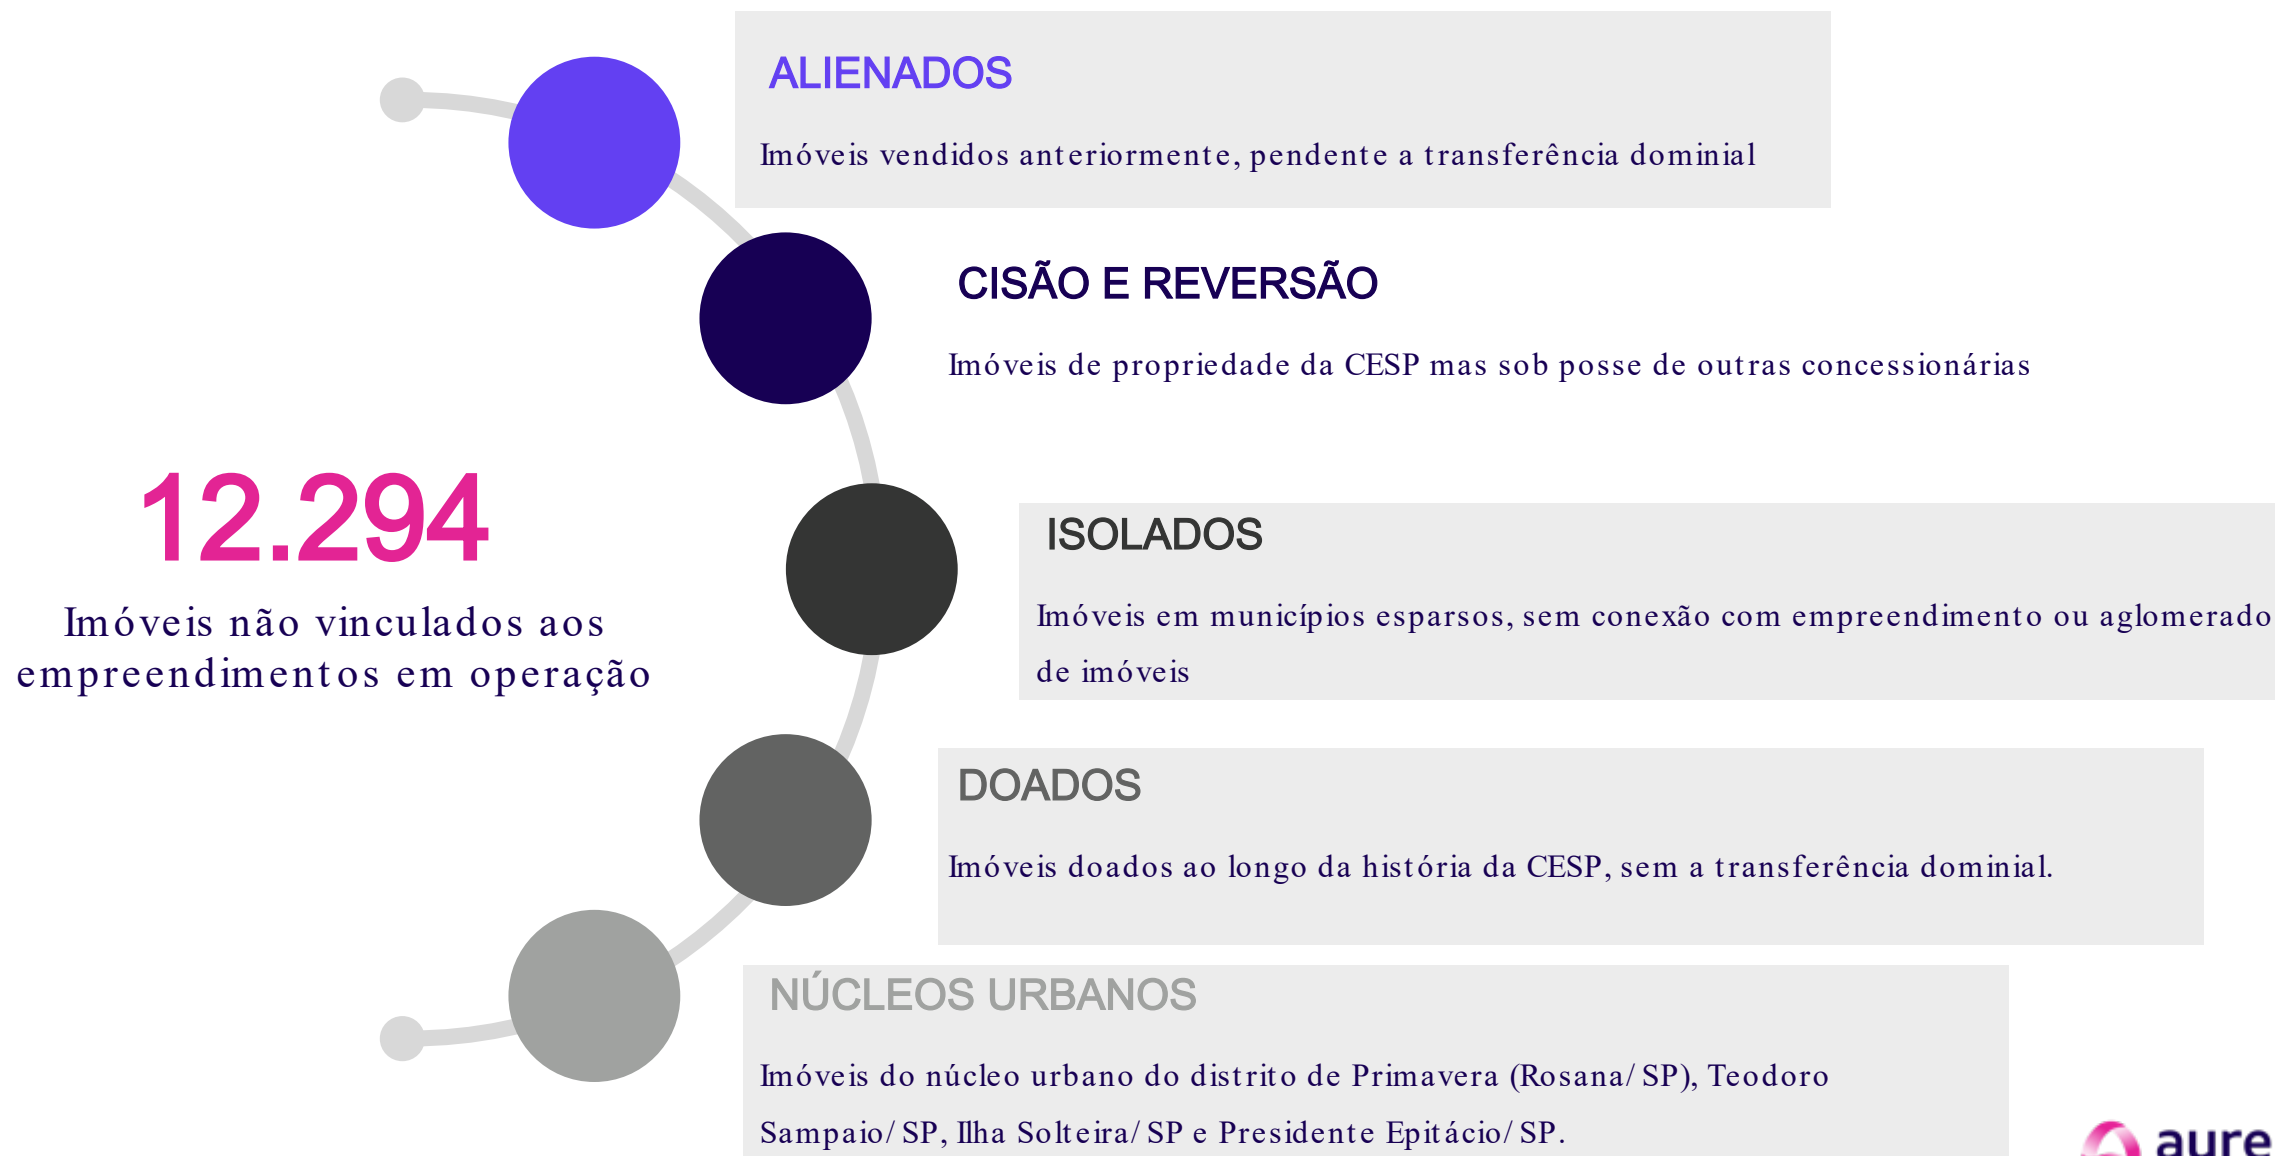 ALIENADOS
Imóveis vendidos anteriormente, pendente a transferência dominial
CISÃO E REVERSÃO
Imóveis de propriedade da CESP mas sob posse de outras concessionárias
12.294
Imóveis não vinculados aos
empreendimentos em operação
ISOLADOS
Imóveis em municípios esparsos, sem conexão com empreendimento ou aglomerado
de imóveis
DOADOS
Imóveis doados ao longo da história da CESP, sem a transferência dominial.
NÚCLEOS URBANOS
Imóveis do núcleo urbano do distrito de Primavera (Rosana/SP), Teodoro
Sampaio/SP, Ilha Solteira/SP e Presidente Epitácio/SP.
aure